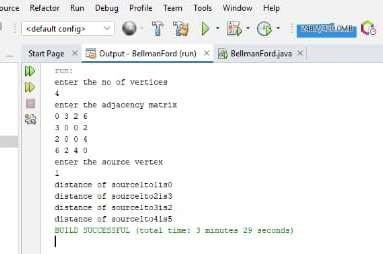 ource Refactor Run Debug Profile Team Tools Window Help
<default config>
Start Page Output - BellmanFord (run) BellmanFord.java
run:
enter the no of vertices
4
enter the adjacency matrix
0 3 2 6
3 0 0 2
2 0 0 4
6 2 4 0
enter the source vertex
1
distance of source1to1is0
distance of source1to2is3
distance of source1to3is2
distance of source1to4is5
BUILD SUCCESSFUL (total time: 3 minutes 29 seconds)